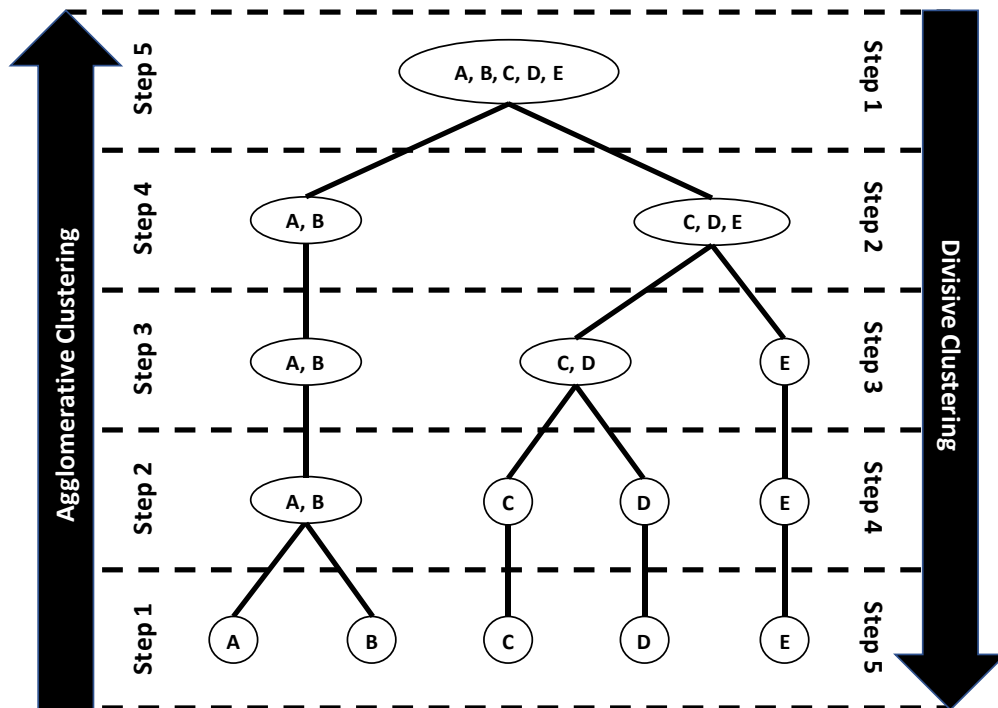 Agglomerative Clustering
Step 5
A, B, C, D, E
Step 1
Step 4
A, B
C, D, E
Step 2
Step 3
A, B
C, D
E
Step 3
Step 2
A, B
C
D
E
Step 4
Step 1
A
B
C
D
E
Step 5
Divisive Clustering